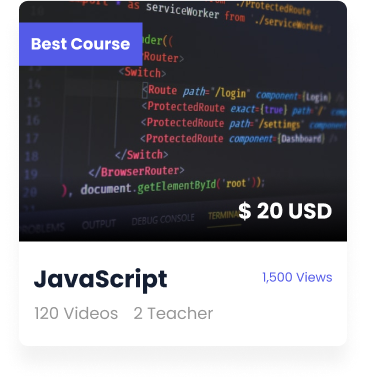 import * as serviceWorker from './serviceWorker
Best Course
<Switch>
<Route path="/login" component={Login}
<ProtectedRoute exact={true} path="/"
<ProtectedRoute path="/settings"
<ProtectedRoute component={Dashboard}
</Switch>
</BrowserRouter>
), document.getElementById('root'));
OUTPUT DEBUG CONSOLE
$ 20 USD
JavaScript
1,500 Views
120 Videos 2 Teacher